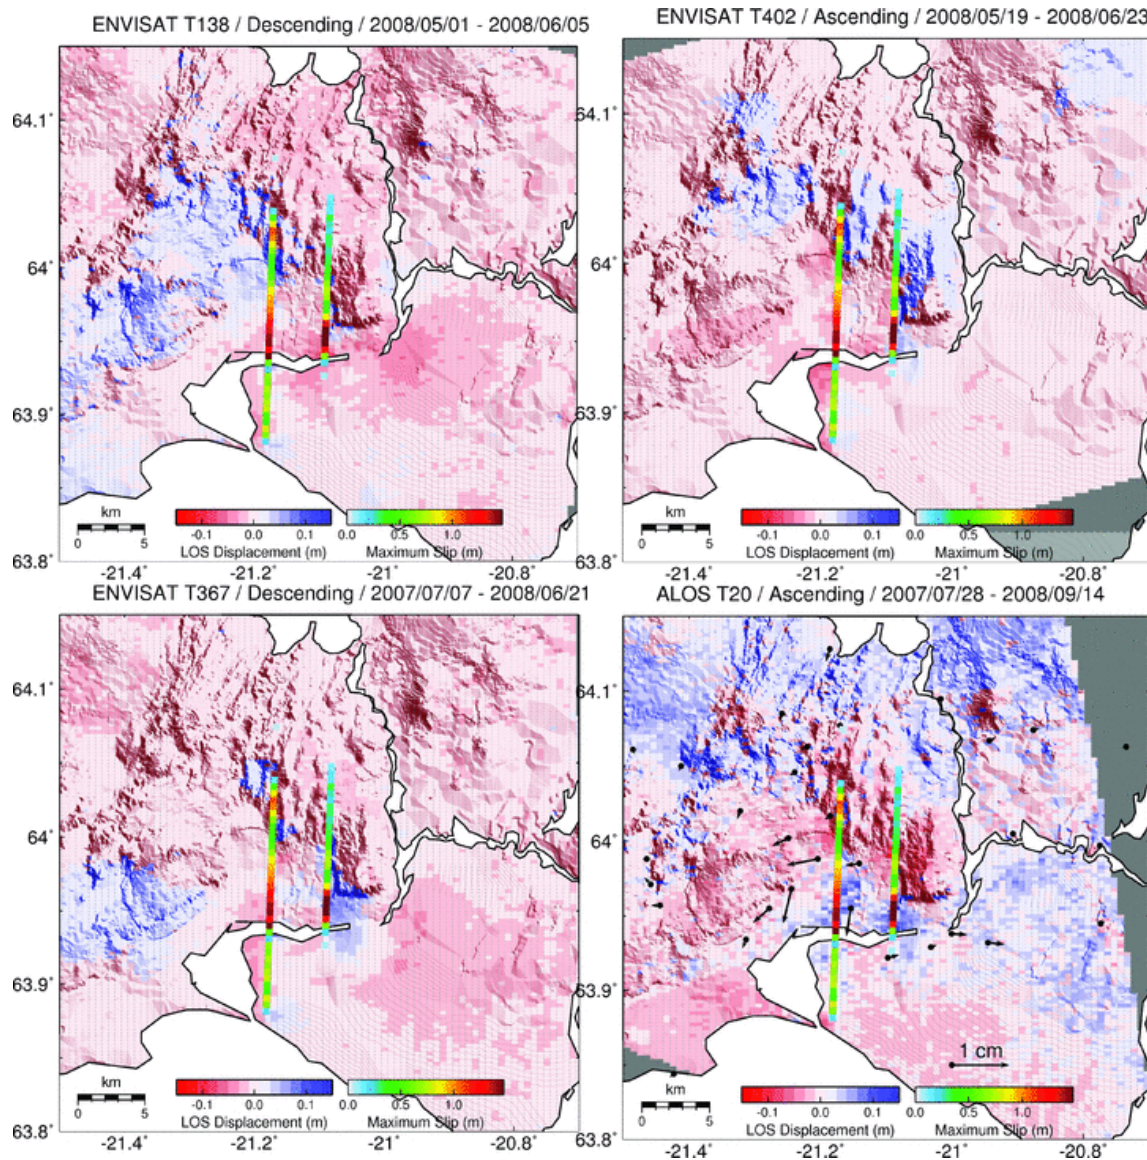 ENVISAT T138 / Descending / 2008/05/01 - 2008/06/05
ENVISAT T402 / Ascending / 2008/05/19 - 2008/06/23
64.1˚
64˚
63.9˚
63.8˚
km
0 5
-0.1 0.0 0.1
LOS Displacement (m)
0.0 0.5 1.0
Maximum Slip (m)
-21.4˚ -21.2˚ -21˚ -20.8˚
64.1˚
64˚
63.9˚
63.8˚
km
0 5
-0.1 0.0 0.1
LOS Displacement (m)
0.0 0.5 1.0
Maximum Slip (m)
-21.4˚ -21.2˚ -21˚ -20.8˚
ENVISAT T367 / Descending / 2007/07/07 - 2008/06/21
ALOS T20 / Ascending / 2007/07/28 - 2008/09/14
64.1˚
64˚
63.9˚
63.8˚
km
0 5
-0.1 0.0 0.1
LOS Displacement (m)
0.0 0.5 1.0
Maximum Slip (m)
-21.4˚ -21.2˚ -21˚ -20.8˚
64.1˚
64˚
63.9˚
63.8˚
1 cm
km
0 5
-0.1 0.0 0.1
LOS Displacement (m)
0.0 0.5 1.0
Maximum Slip (m)
-21.4˚ -21.2˚ -21˚ -20.8˚